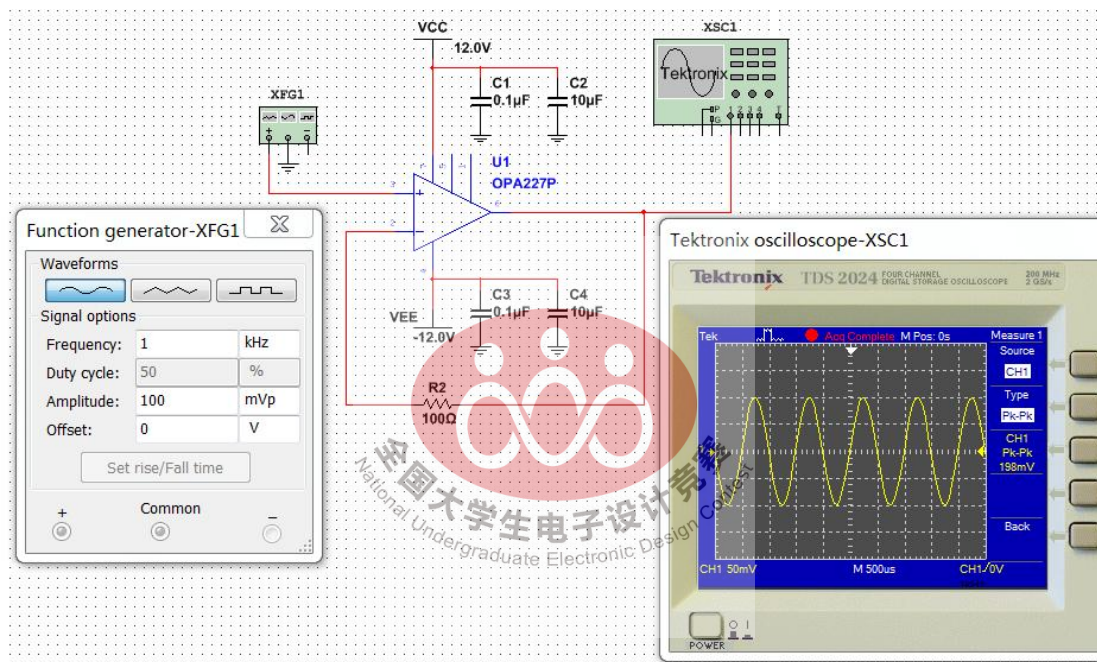 VCC
12.0V
XSC1
C1
0.1µF
C2
10µF
Tektronix
P 1 2 3 4 T
G
XFG1
+ −
U1
OPA227P
+
−
C3
0.1µF
C4
10µF
VEE
-12.0V
R2
100Ω
Function generator-XFG1
Waveforms
Signal options
Frequency: 1 kHz
Duty cycle: 50 %
Amplitude: 100 mVp
Offset: 0 V
Set rise/Fall time
+ Common −
Tektronix oscilloscope-XSC1
Tektronix TDS 2024 FOUR CHANNEL DIGITAL STORAGE OSCILLOSCOPE 200 MHz 2 GS/s
Tek Acq Complete M Pos: 0s Measure 1
Source
CH1
Type
Pk-Pk
CH1
Pk-Pk
198mV
Back
CH1 50mV M 500us CH1 0V
POWER
O I
全国大学生电子设计竞赛
National Undergraduate Electronic Design Contest